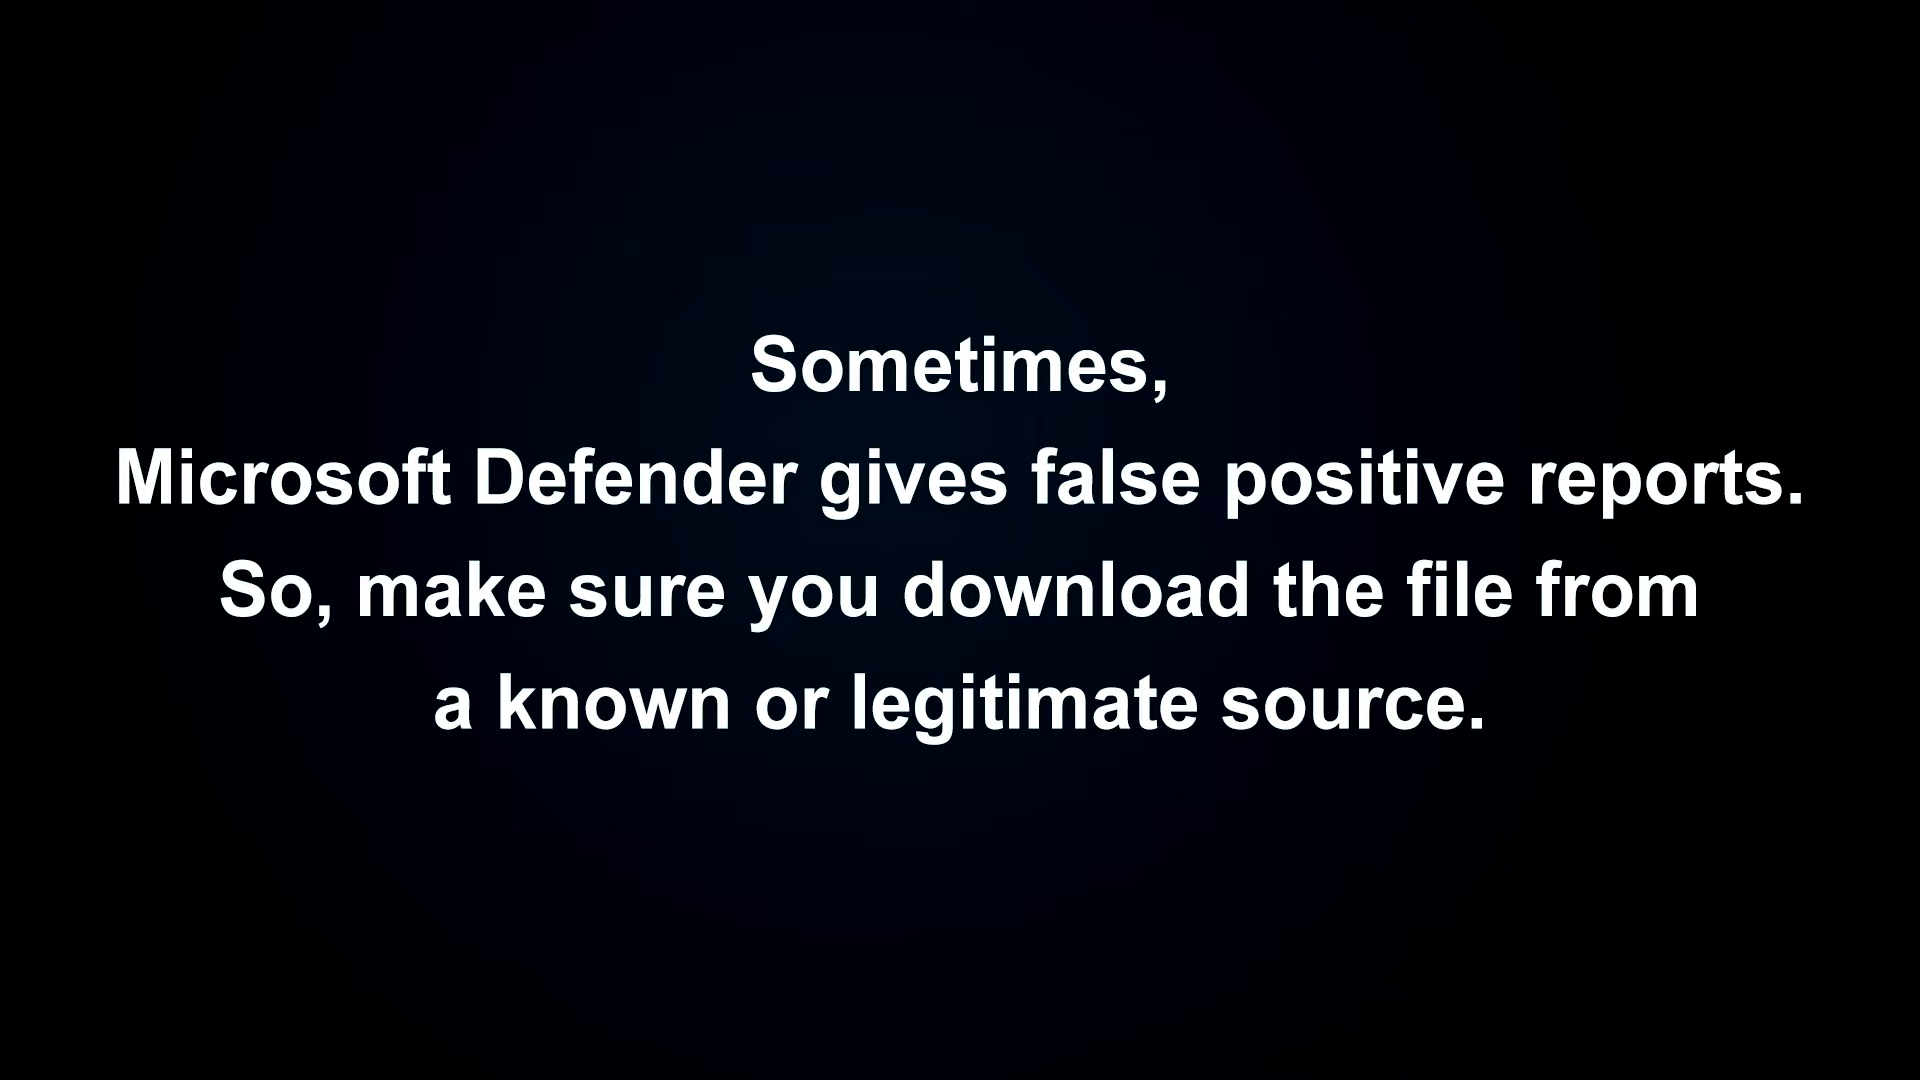 Sometimes,
Microsoft Defender gives false positive reports.
So, make sure you download the file from
a known or legitimate source.